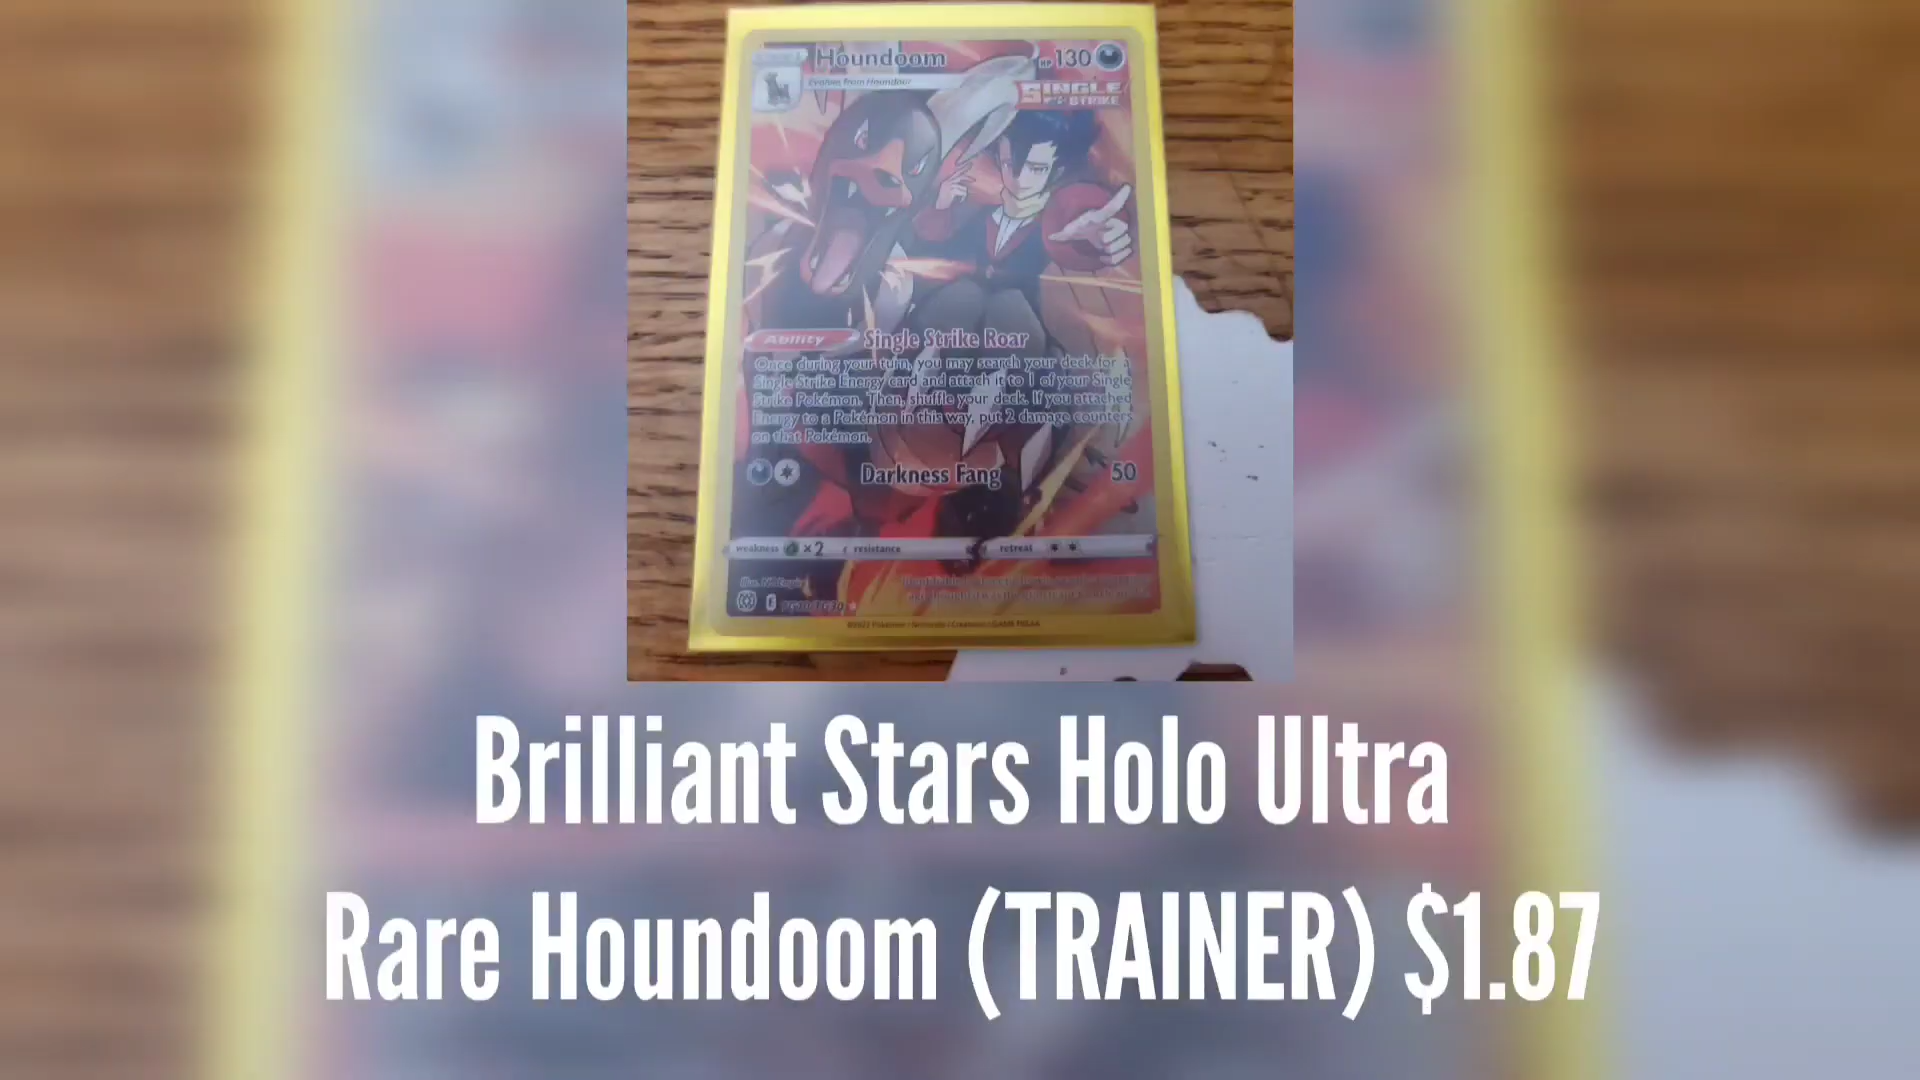 Houndoom HP 130
Evolves from Houndour
SINGLE
STRIKE
Ability Single Strike Roar
Once during your turn, you may search your deck for a
Single Strike Energy card and attach it to 1 of your Single
Strike Pokémon. Then, shuffle your deck. If you attached
Energy to a Pokémon in this way, put 2 damage counters
on that Pokémon.
Darkness Fang 50
weakness ×2 resistance retreat
Brilliant Stars Holo Ultra
Rare Houndoom (TRAINER) $1.87